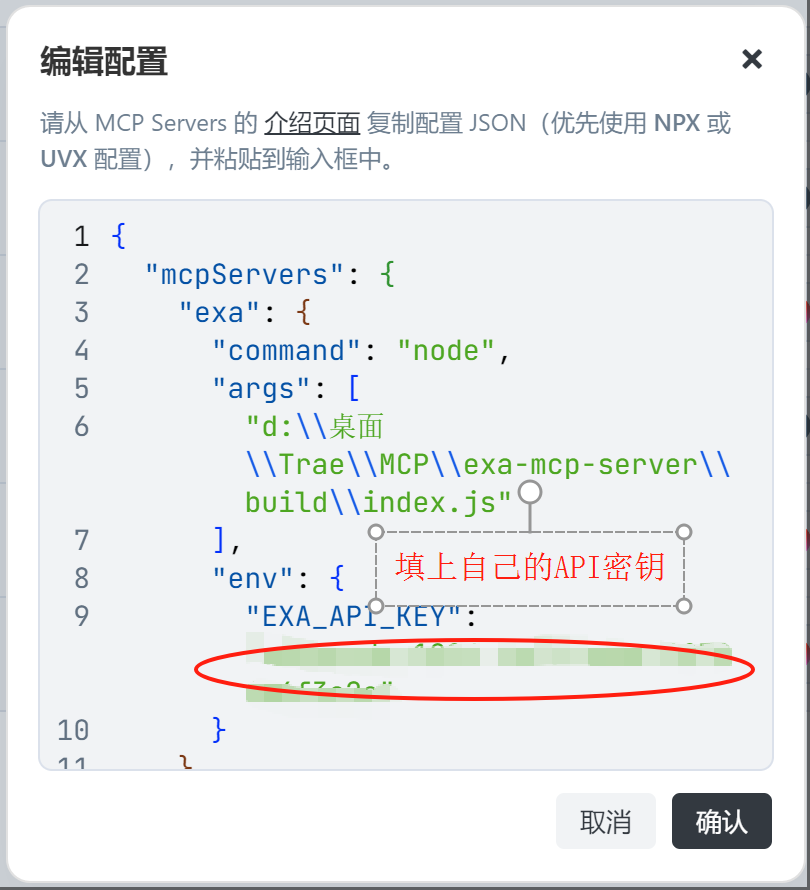 编辑配置
请从 MCP Servers 的 介绍页面 复制配置 JSON（优先使用 NPX 或
UVX 配置），并粘贴到输入框中。
1 {
2 "mcpServers": {
3 "exa": {
4 "command": "node",
5 "args": [
6 "d:\\桌面
\\Trae\\MCP\\exa-mcp-server\\
build\\index.js"
7 ],
填上自己的API密钥
8 "env": {
9 "EXA_API_KEY":
10 }
11 }
取消
确认